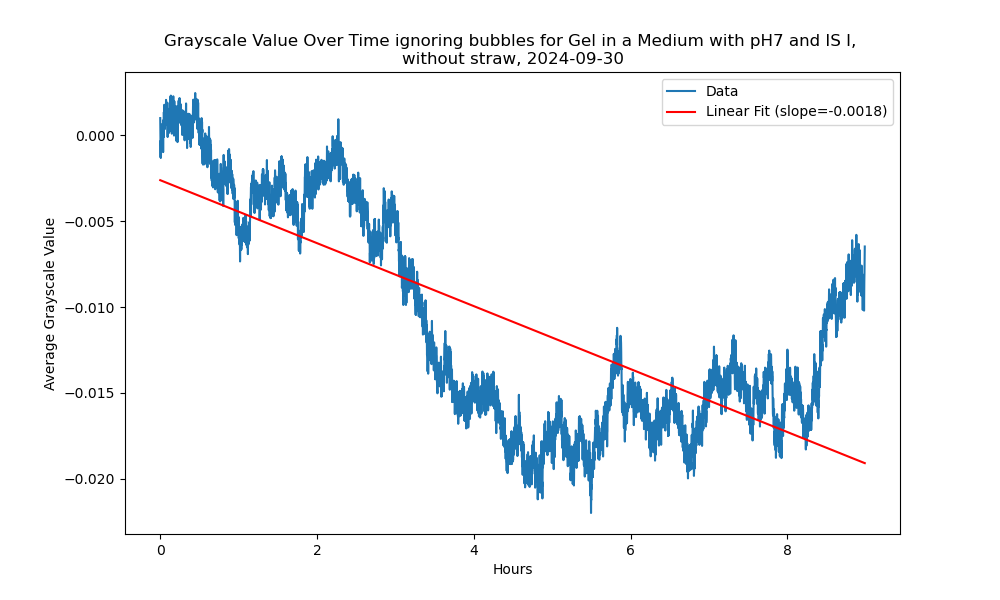 Grayscale Value Over Time ignoring bubbles for Gel in a Medium with pH7 and IS I,
without straw, 2024-09-30
Data
Linear Fit (slope=-0.0018)
0.000
−0.005
−0.010
−0.015
−0.020
Average Grayscale Value
0 2 4 6 8
Hours